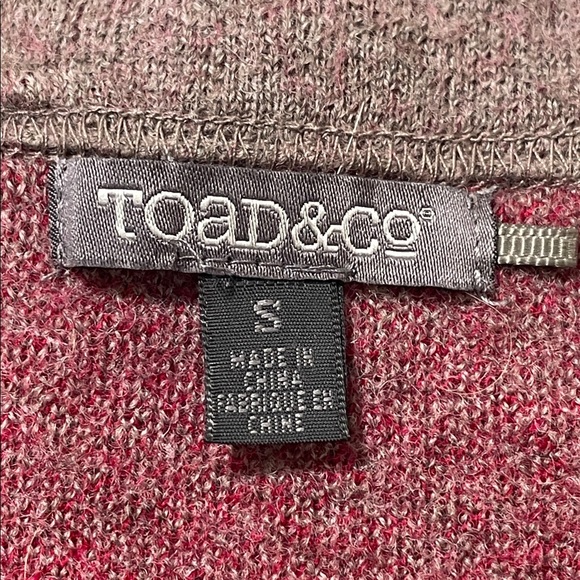 TOAD&CO®
S
MADE IN
CHINA
FABRIQUE EN
CHINE